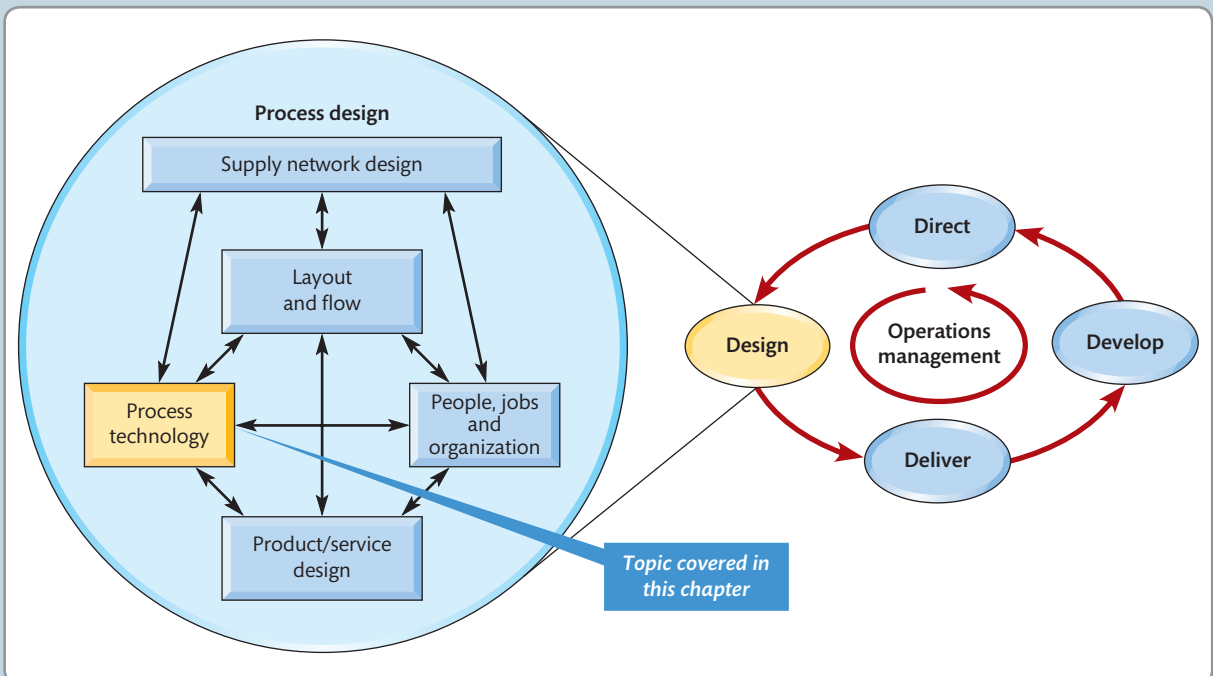 Process design
Supply network design
Layout
and flow
Process
technology
People, jobs
and
organization
Product/service
design
Topic covered in
this chapter
Direct
Design
Operations
management
Develop
Deliver